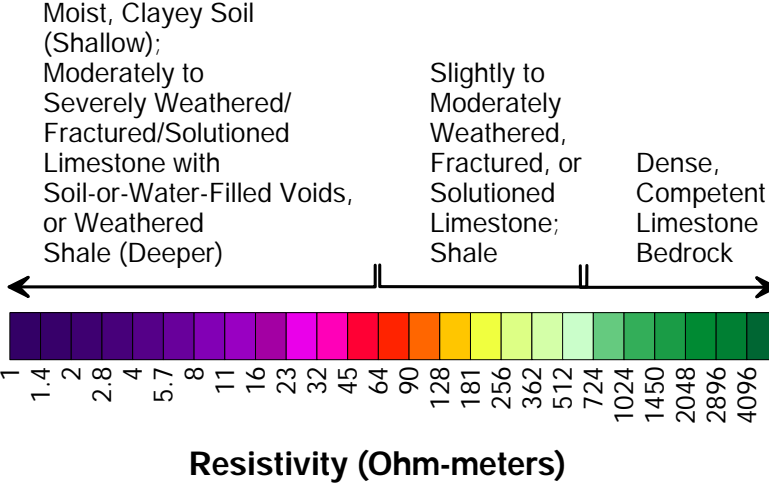 Moist, Clayey Soil
(Shallow);
Moderately to
Severely Weathered/
Fractured/Solutioned
Limestone with
Soil-or-Water-Filled Voids,
or Weathered
Shale (Deeper)
Slightly to
Moderately
Weathered,
Fractured, or
Solutioned
Limestone;
Shale
Dense,
Competent
Limestone
Bedrock
1
1.4
2
2.8
4
5.7
8
11
16
23
32
45
64
90
128
181
256
362
512
724
1024
1450
2048
2896
4096
Resistivity (Ohm-meters)